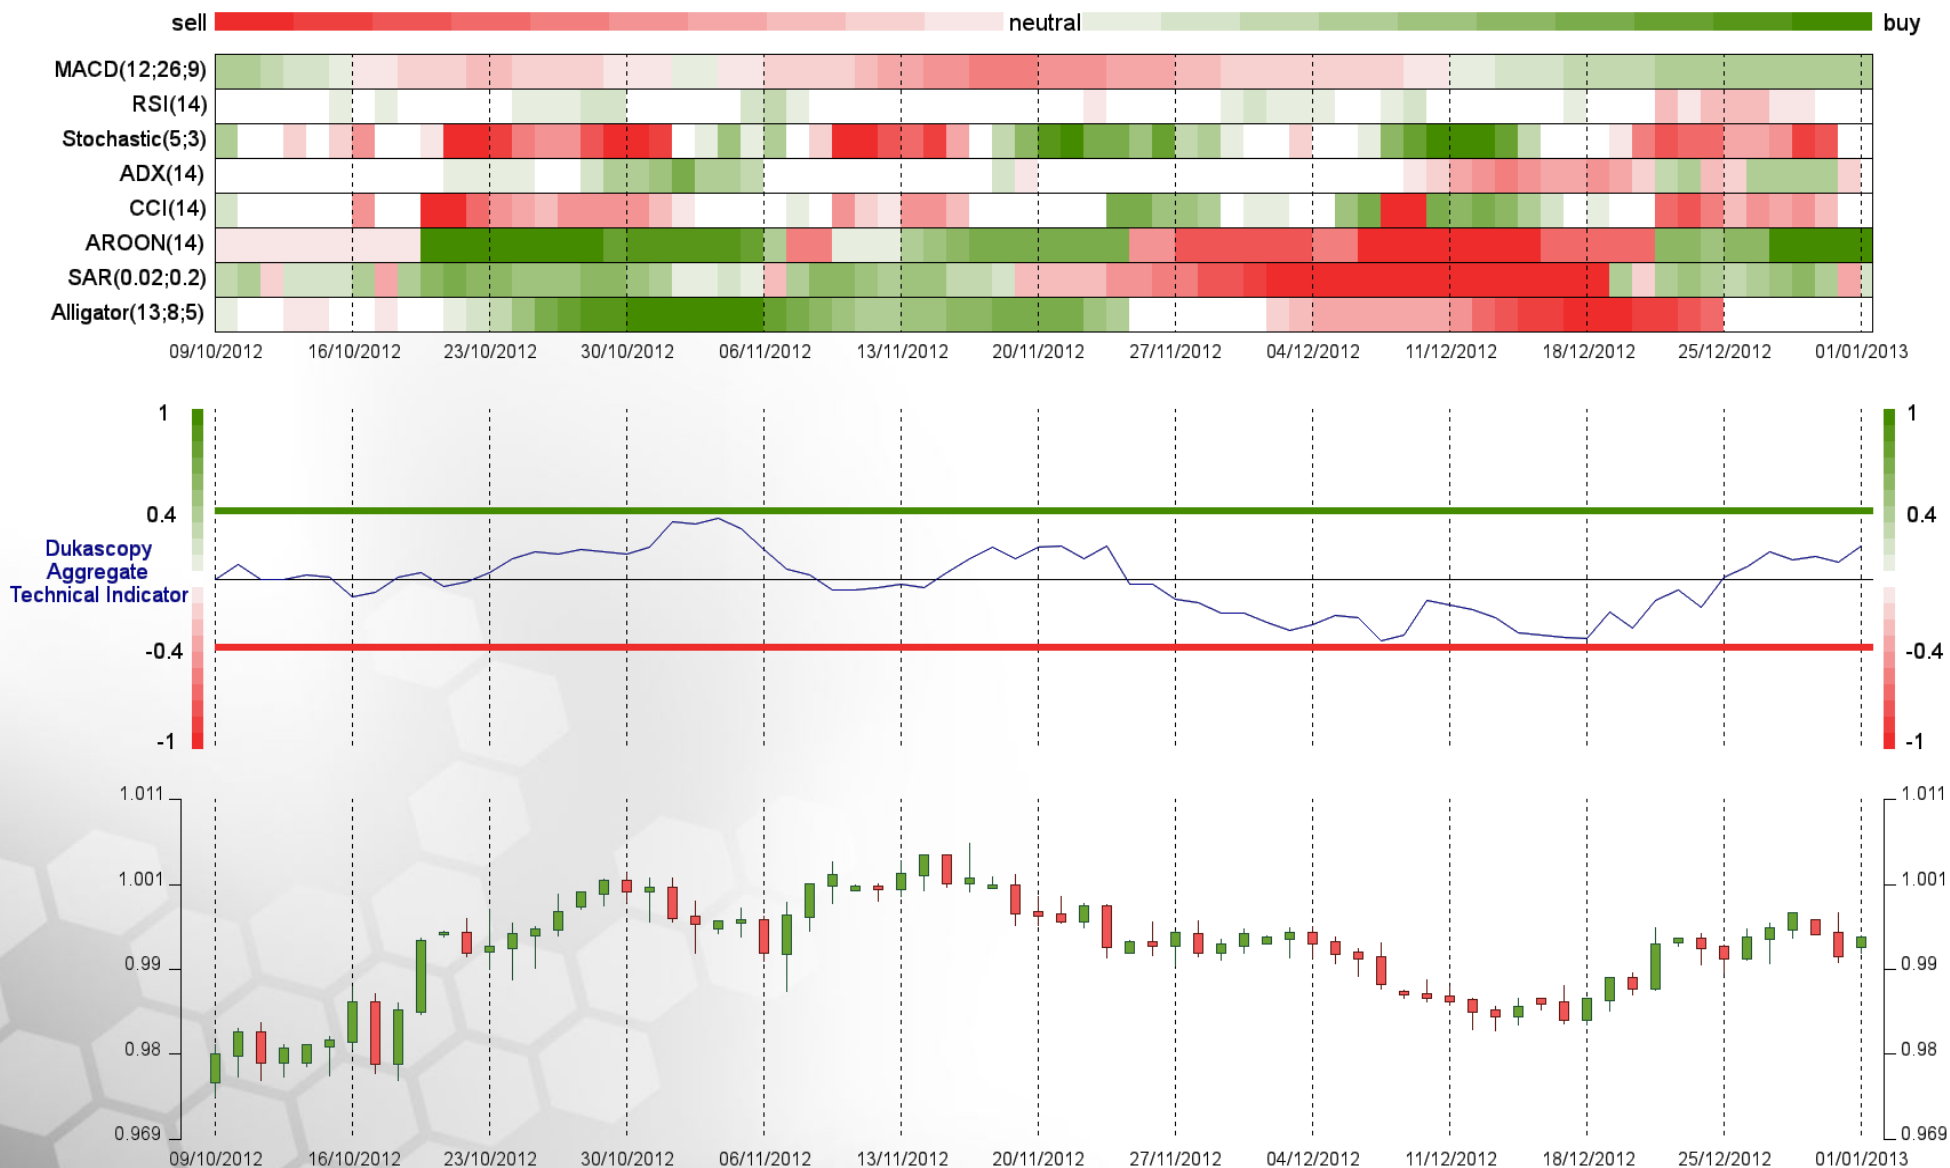 sell neutral buy
MACD(12;26;9)
RSI(14)
Stochastic(5;3)
ADX(14)
CCI(14)
AROON(14)
SAR(0.02;0.2)
Alligator(13;8;5)
09/10/2012 16/10/2012 23/10/2012 30/10/2012 06/11/2012 13/11/2012 20/11/2012 27/11/2012 04/12/2012 11/12/2012 18/12/2012 25/12/2012 01/01/2013
1 1
0.4 0.4
Dukascopy
Aggregate
Technical Indicator
-0.4 -0.4
-1 -1
1.011 1.011
1.001 1.001
0.99 0.99
0.98 0.98
0.969 0.969
09/10/2012 16/10/2012 23/10/2012 30/10/2012 06/11/2012 13/11/2012 20/11/2012 27/11/2012 04/12/2012 11/12/2012 18/12/2012 25/12/2012 01/01/2013